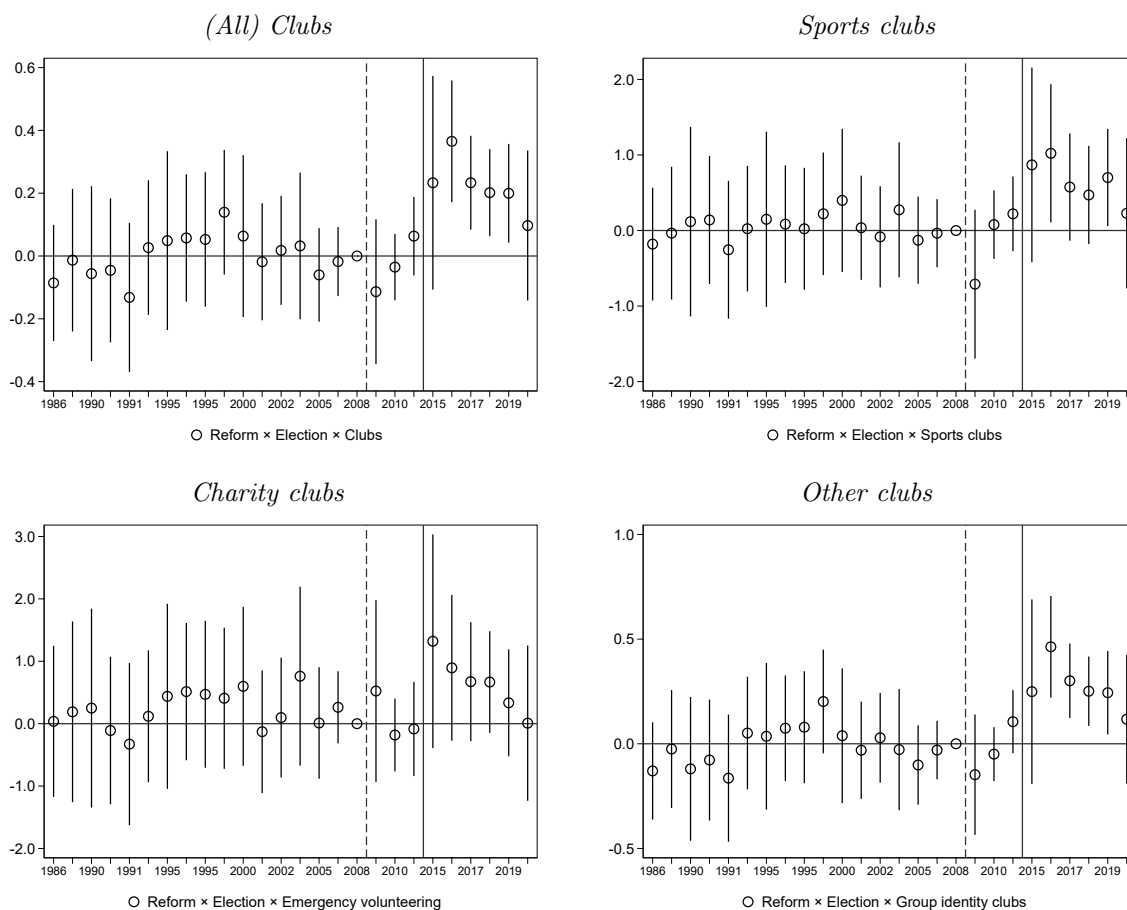 (All) Clubs
0.6
0.4
0.2
0.0
-0.2
-0.4
1986 1990 1991 1995 1995 2000 2002 2005 2008 2010 2015 2017 2019
Reform × Election × Clubs
Sports clubs
2.0
1.0
0.0
-1.0
-2.0
1986 1990 1991 1995 1995 2000 2002 2005 2008 2010 2015 2017 2019
Reform × Election × Sports clubs
Charity clubs
3.0
2.0
1.0
0.0
-1.0
-2.0
1986 1990 1991 1995 1995 2000 2002 2005 2008 2010 2015 2017 2019
Reform × Election × Emergency volunteering
Other clubs
1.0
0.5
0.0
-0.5
1986 1990 1991 1995 1995 2000 2002 2005 2008 2010 2015 2017 2019
Reform × Election × Group identity clubs